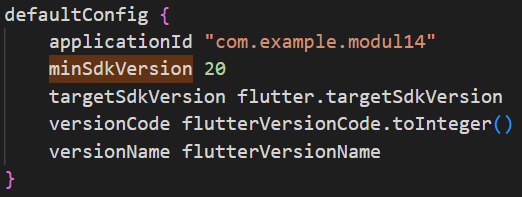 defaultConfig {
applicationId "com.example.modul14"
minSdkVersion 20
targetSdkVersion flutter.targetSdkVersion
versionCode flutterVersionCode.toInteger()
versionName flutterVersionName
}